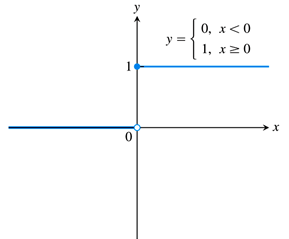 y
y = { 0, x < 0
1, x ≥ 0
1
x
0